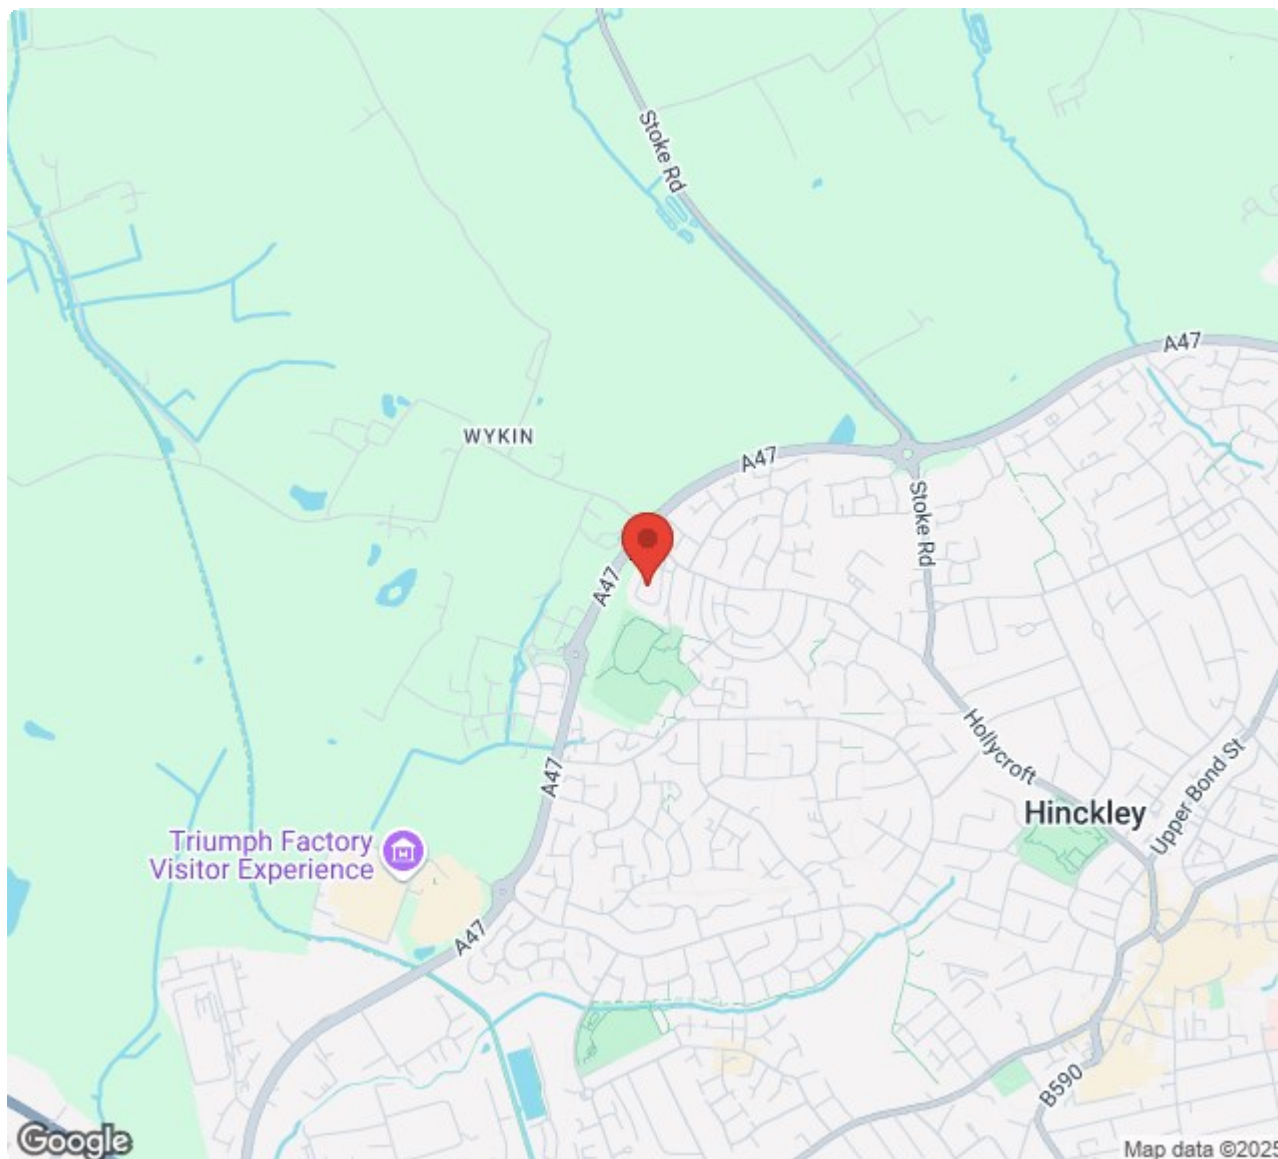 Stoke Rd
A47
WYKIN
A47
Stoke Rd
A47
Hollycroft
A47
Upper Bond St
Hinckley
Triumph Factory
Visitor Experience
A47
B590
Google
Map data ©2025